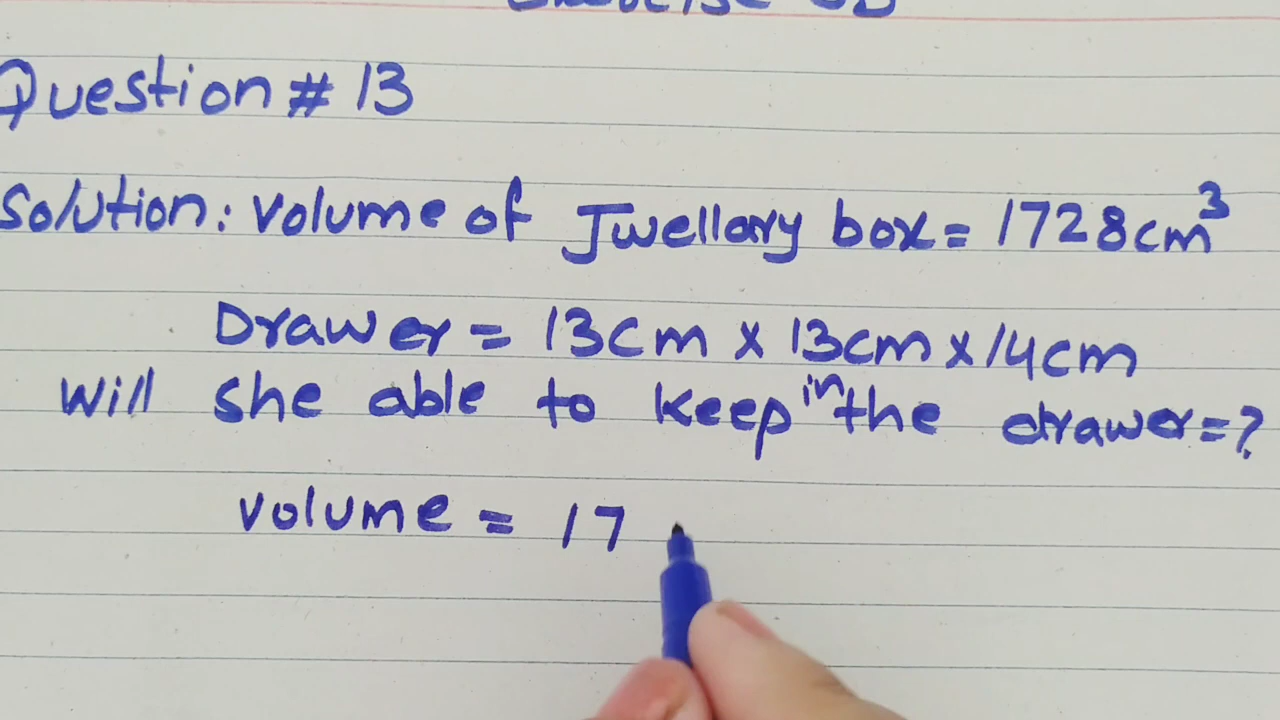 Question # 13
Solution: Volume of Jwellory box = 1728cm³
Drawer = 13cm x 13cm x 14cm
Will she able to keep in the drawer = ?
Volume = 17